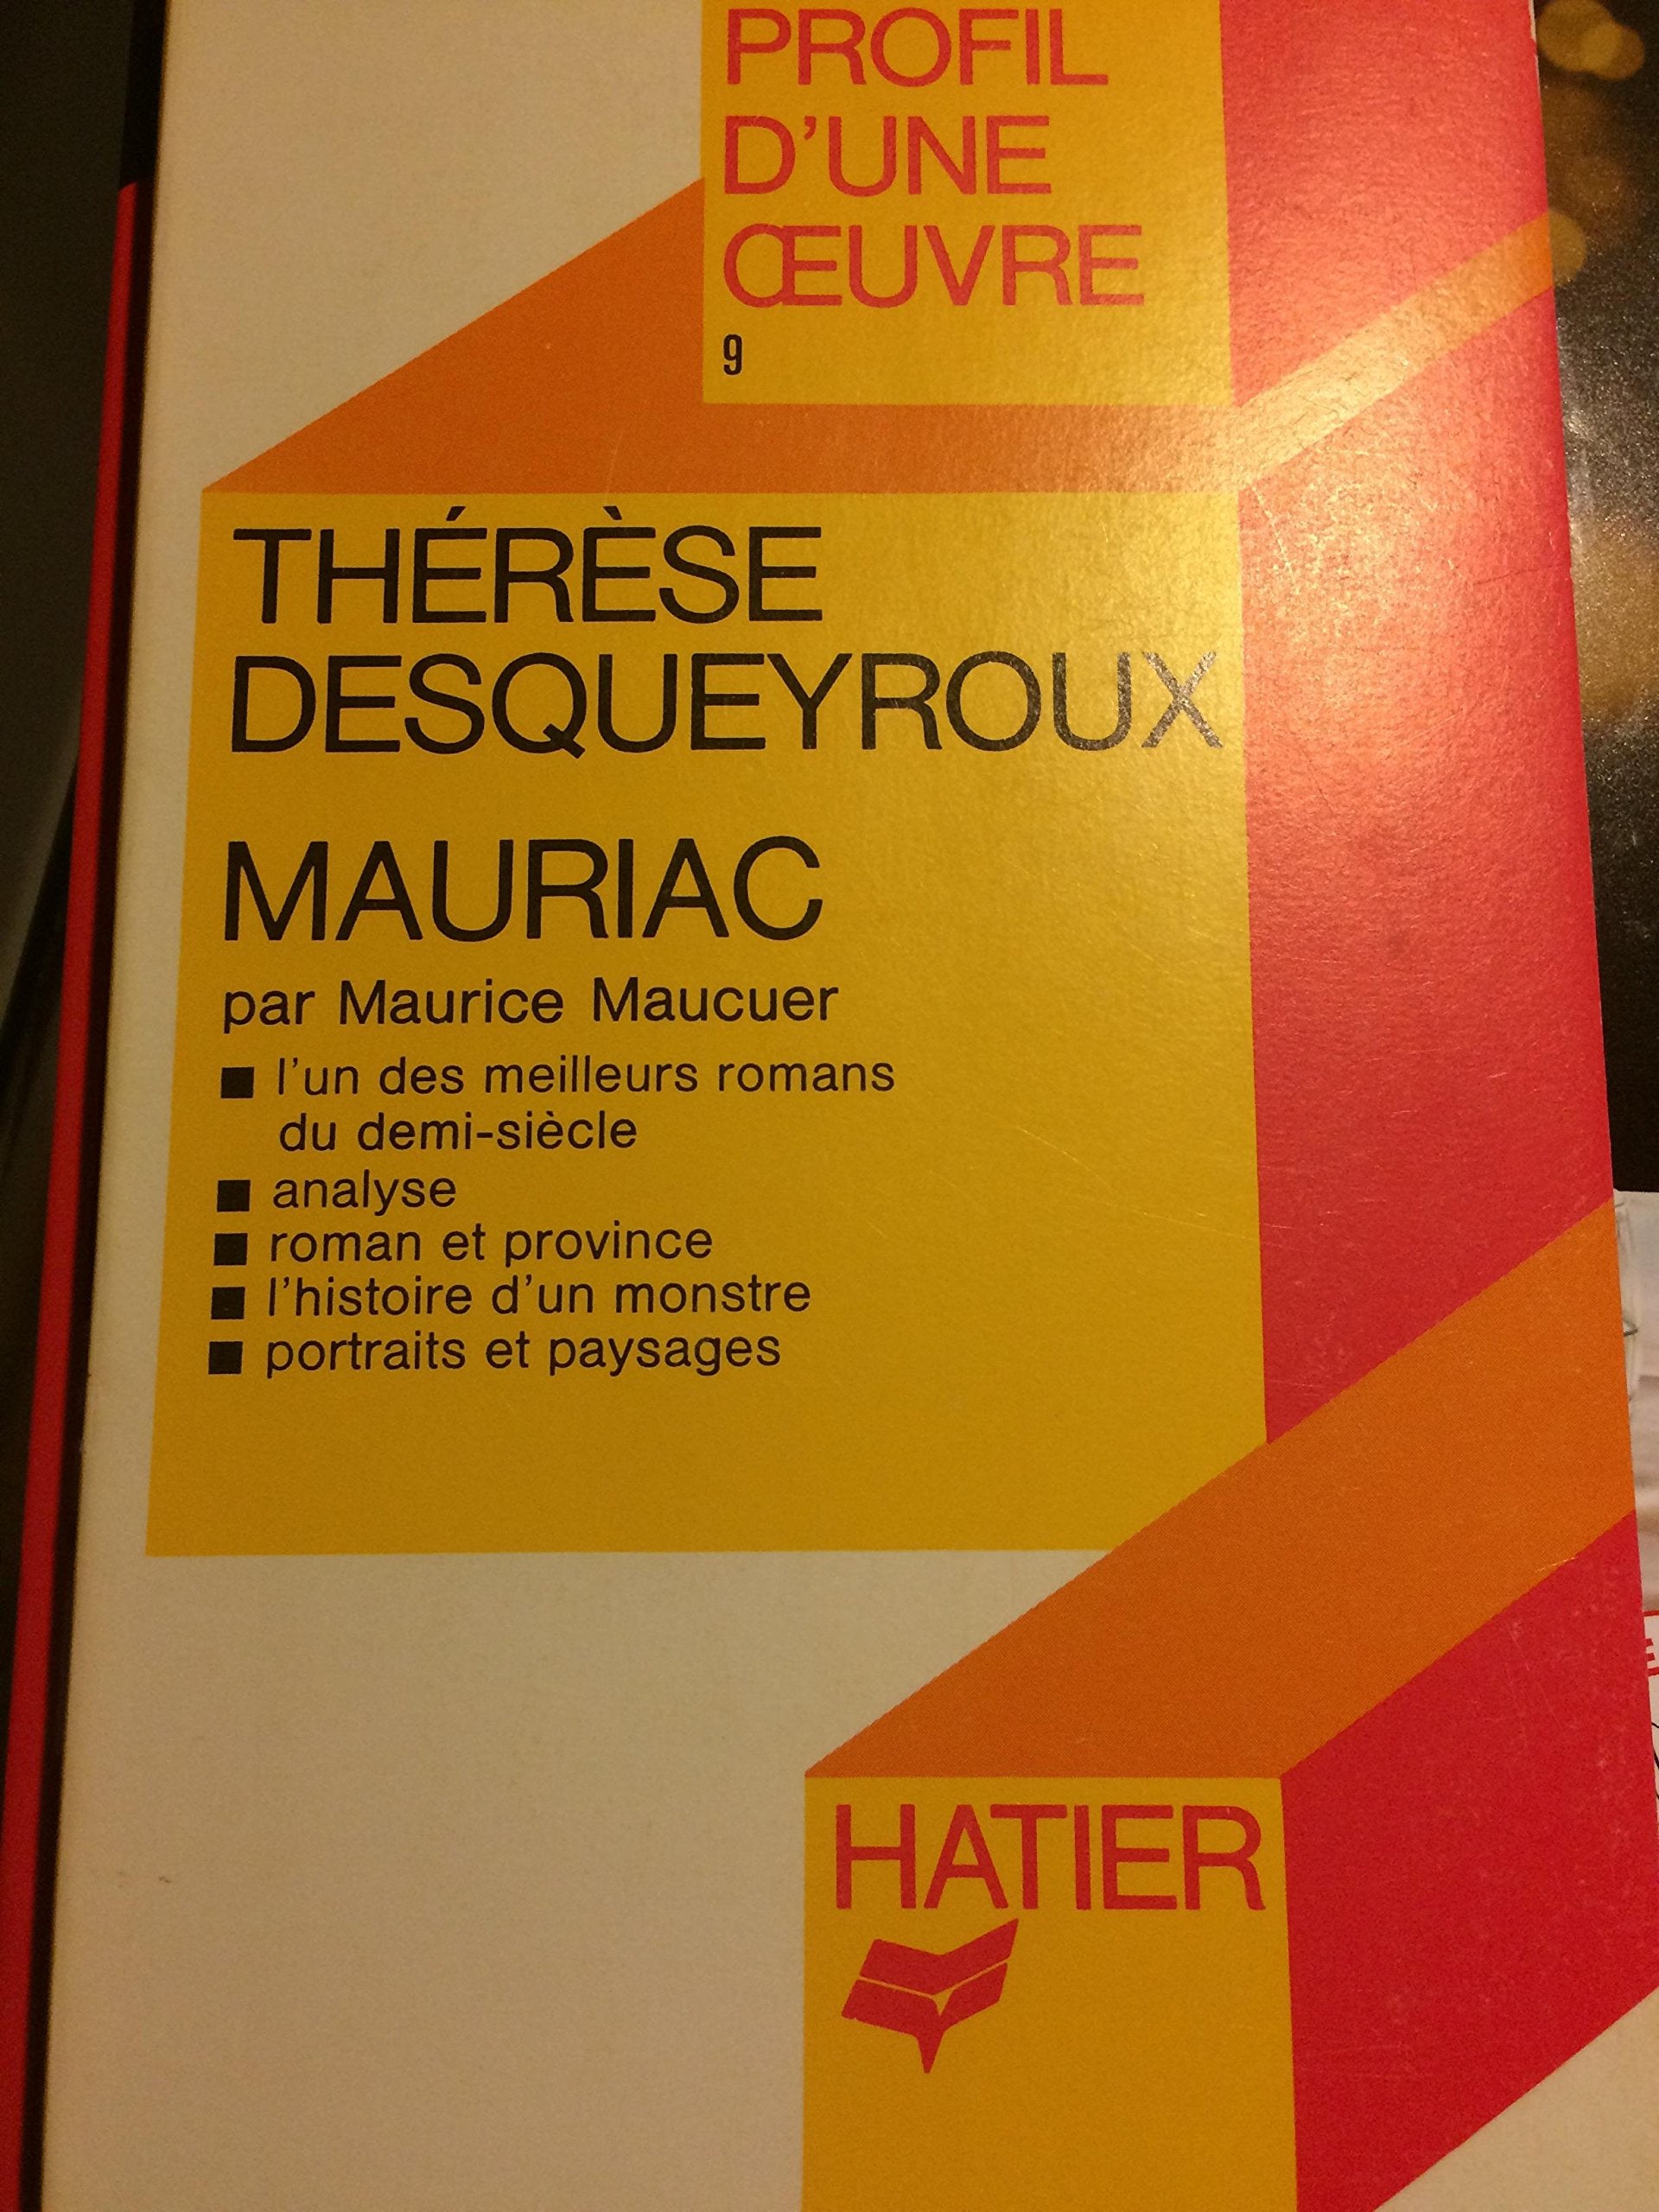 PROFIL
D'UNE
ŒUVRE
9
THÉRÈSE
DESQUEYROUX
MAURIAC
par Maurice Maucuer
■ l'un des meilleurs romans
du demi-siècle
■ analyse
■ roman et province
■ l'histoire d'un monstre
■ portraits et paysages
HATIER